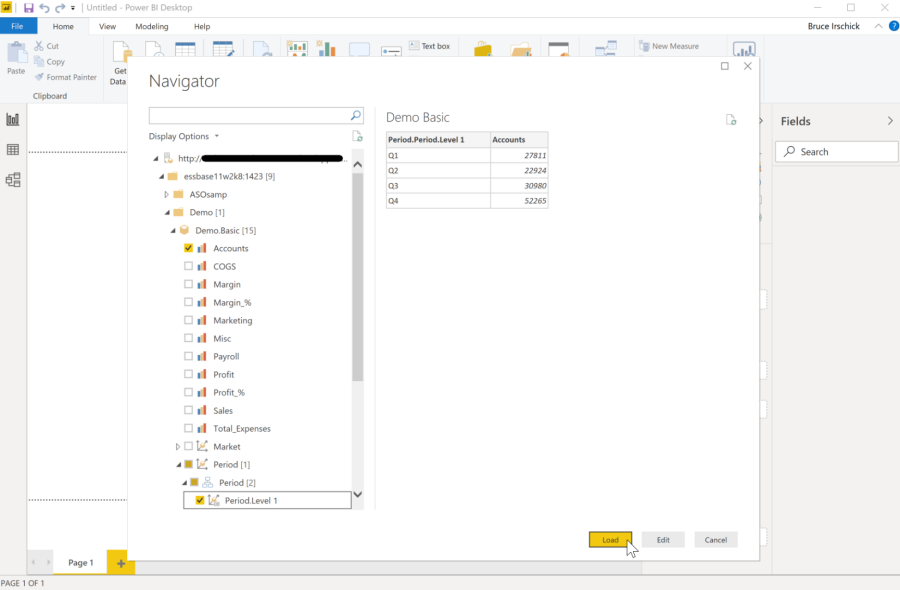 Untitled - Power BI Desktop
File Home View Modeling Help Bruce Irschick ?
Paste
Cut
Copy
Format Painter
Clipboard
Get
Data
Text box
New Measure
Navigator
Display Options
http:/
essbase11w2k8:1423 [9]
ASOsamp
Demo [1]
Demo.Basic [15]
Accounts
COGS
Margin
Margin_%
Marketing
Misc
Payroll
Profit
Profit_%
Sales
Total_Expenses
Market
Period [1]
Period [2]
Period.Level 1
Demo Basic
Period.Period.Level 1 Accounts
Q1 27811
Q2 22924
Q3 30980
Q4 52265
Load Edit Cancel
Fields
Search
Page 1
PAGE 1 OF 1